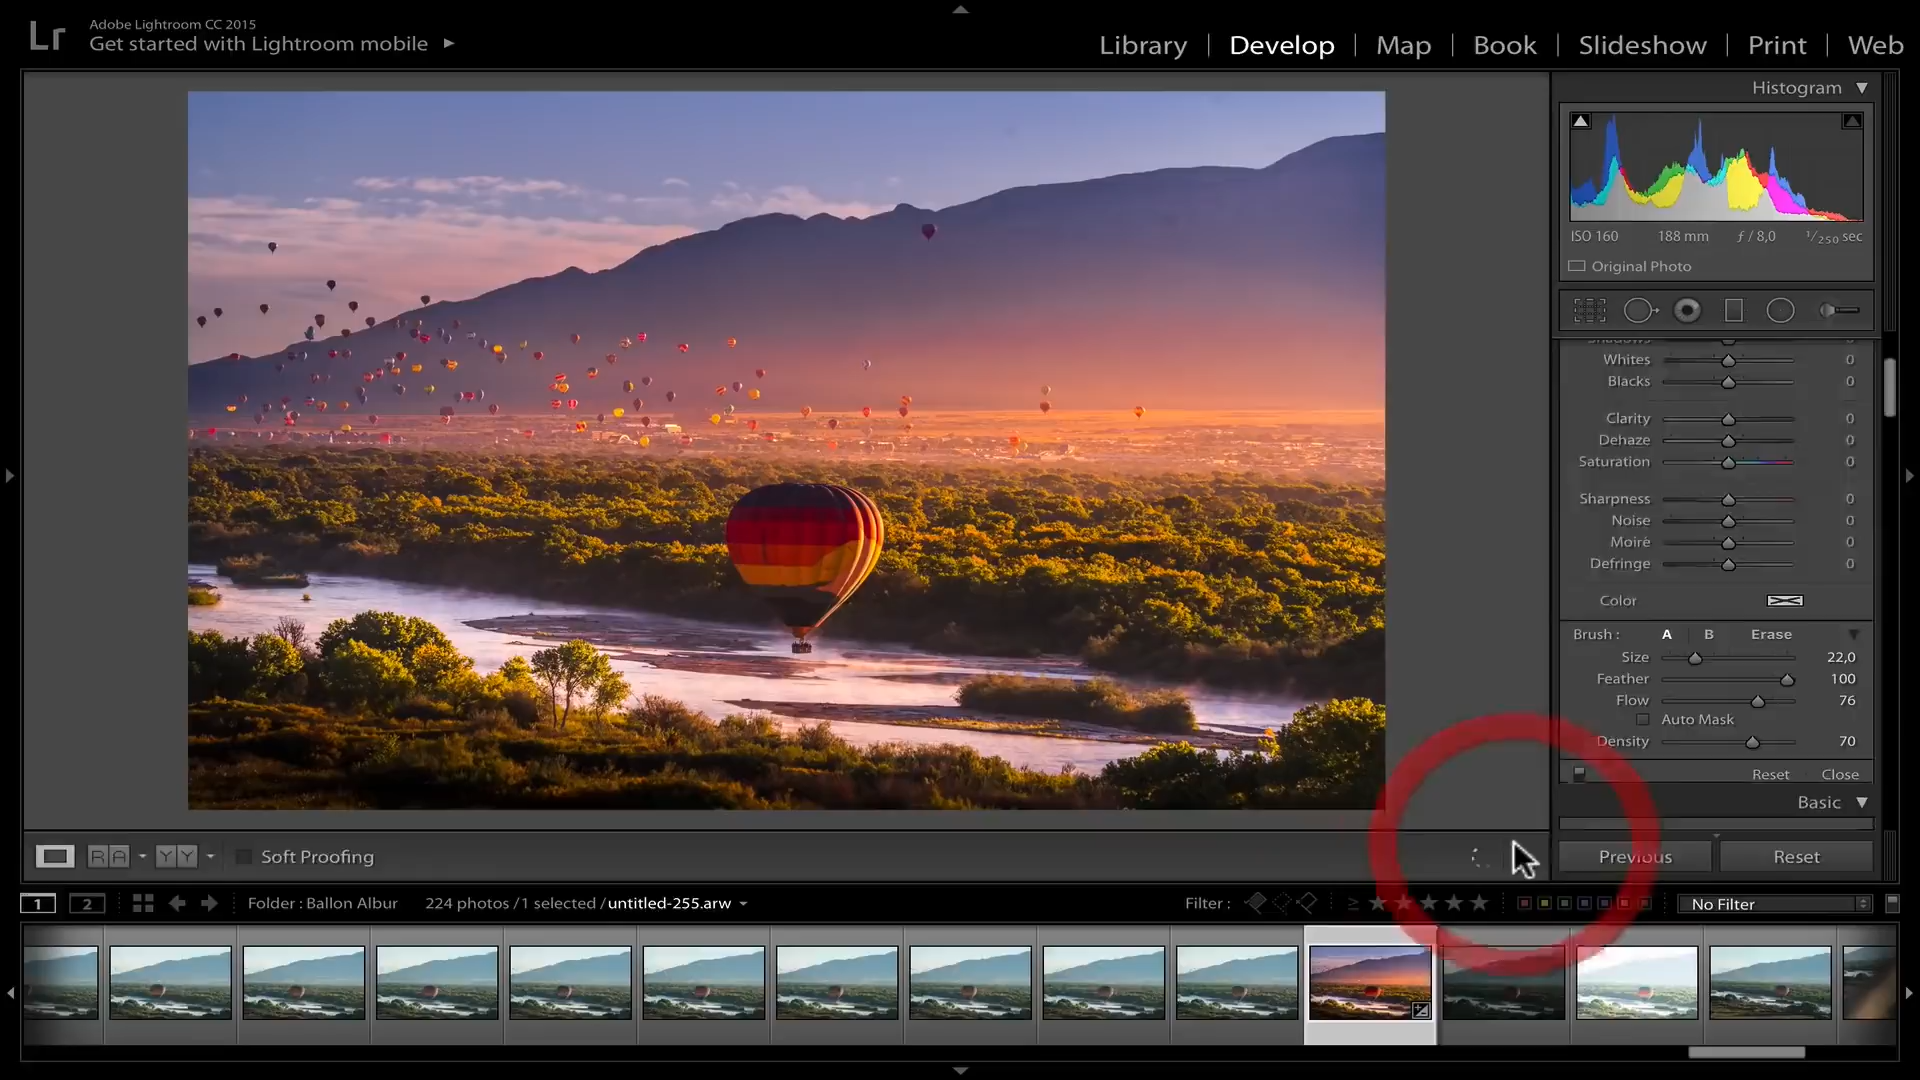 Lr
Adobe Lightroom CC 2015
Get started with Lightroom mobile
Library | Develop | Map | Book | Slideshow | Print | Web
Histogram
ISO 160 188 mm ƒ / 8,0 1/250 sec
Original Photo
Shadows 0
Whites 0
Blacks 0
Clarity 0
Dehaze 0
Saturation 0
Sharpness 0
Noise 0
Moiré 0
Defringe 0
Color
Brush : A B Erase
Size 22,0
Feather 100
Flow 76
Auto Mask
Density 70
Reset Close
Basic
R A Y Y Soft Proofing
Previous Reset
1 2 Folder : Ballon Albur 224 photos / 1 selected / untitled-255.arw Filter : ≥ No Filter